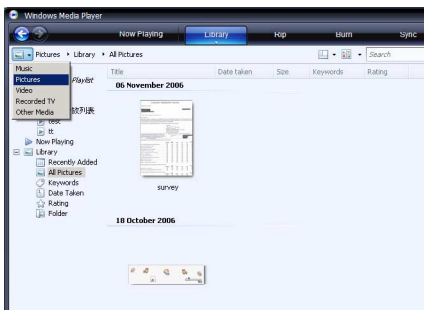 Windows Media Player
Now Playing Library Rip Burn Sync
Pictures Library All Pictures Search
Music
Pictures
Video
Recorded TV
Other Media
Playlist
列表
test
tt
Now Playing
Library
Recently Added
All Pictures
Keywords
Date Taken
Rating
Folder
Title Date taken Size Keywords Rating
06 November 2006
survey
18 October 2006